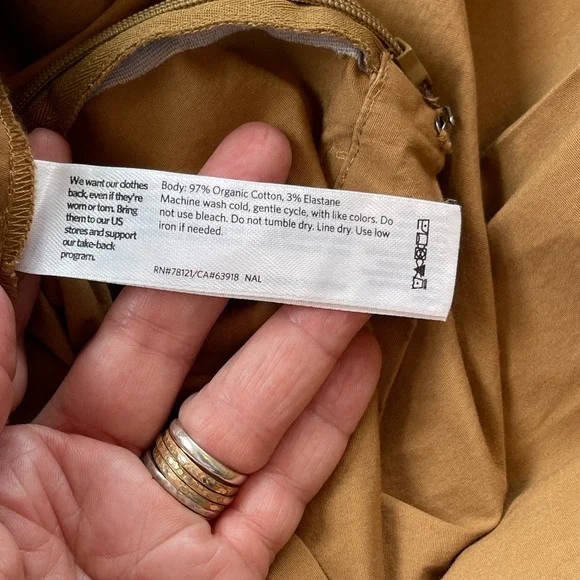 We want our clothes
back, even if they're
worn or torn. Bring
them to our US
stores and support
our take-back
program.
Body: 97% Organic Cotton, 3% Elastane
Machine wash cold, gentle cycle, with like colors. Do
not use bleach. Do not tumble dry. Line dry. Use low
iron if needed.
RN#78121/CA#63918 NAL